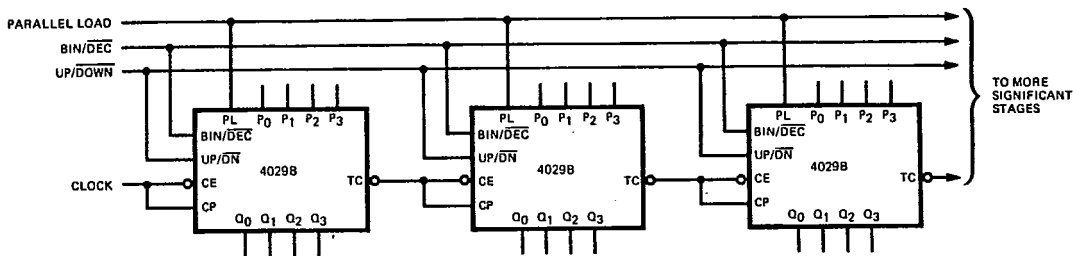 PARALLEL LOAD
BIN/DEC
UP/DOWN
TO MORE
SIGNIFICANT
STAGES
PL P0 P1 P2 P3
BIN/DEC
UP/DN
4029B
CLOCK
CE
TC
CP
Q0 Q1 Q2 Q3
PL P0 P1 P2 P3
BIN/DEC
UP/DN
4029B
CE
TC
CP
Q0 Q1 Q2 Q3
PL P0 P1 P2 P3
BIN/DEC
UP/DN
4029B
CE
TC
CP
Q0 Q1 Q2 Q3